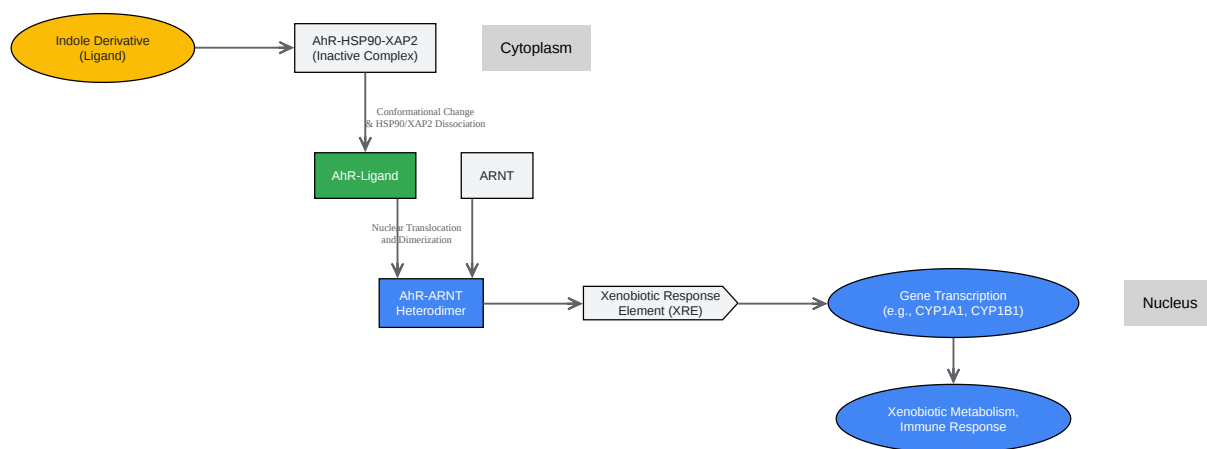 Indole Derivative
(Ligand)
AhR-HSP90-XAP2
(Inactive Complex)
Cytoplasm
Conformational Change
& HSP90/XAP2 Dissociation
AhR-Ligand
ARNT
Nuclear Translocation
and Dimerization
AhR-ARNT
Heterodimer
Xenobiotic Response
Element (XRE)
Gene Transcription
(e.g., CYP1A1, CYP1B1)
Nucleus
Xenobiotic Metabolism,
Immune Response